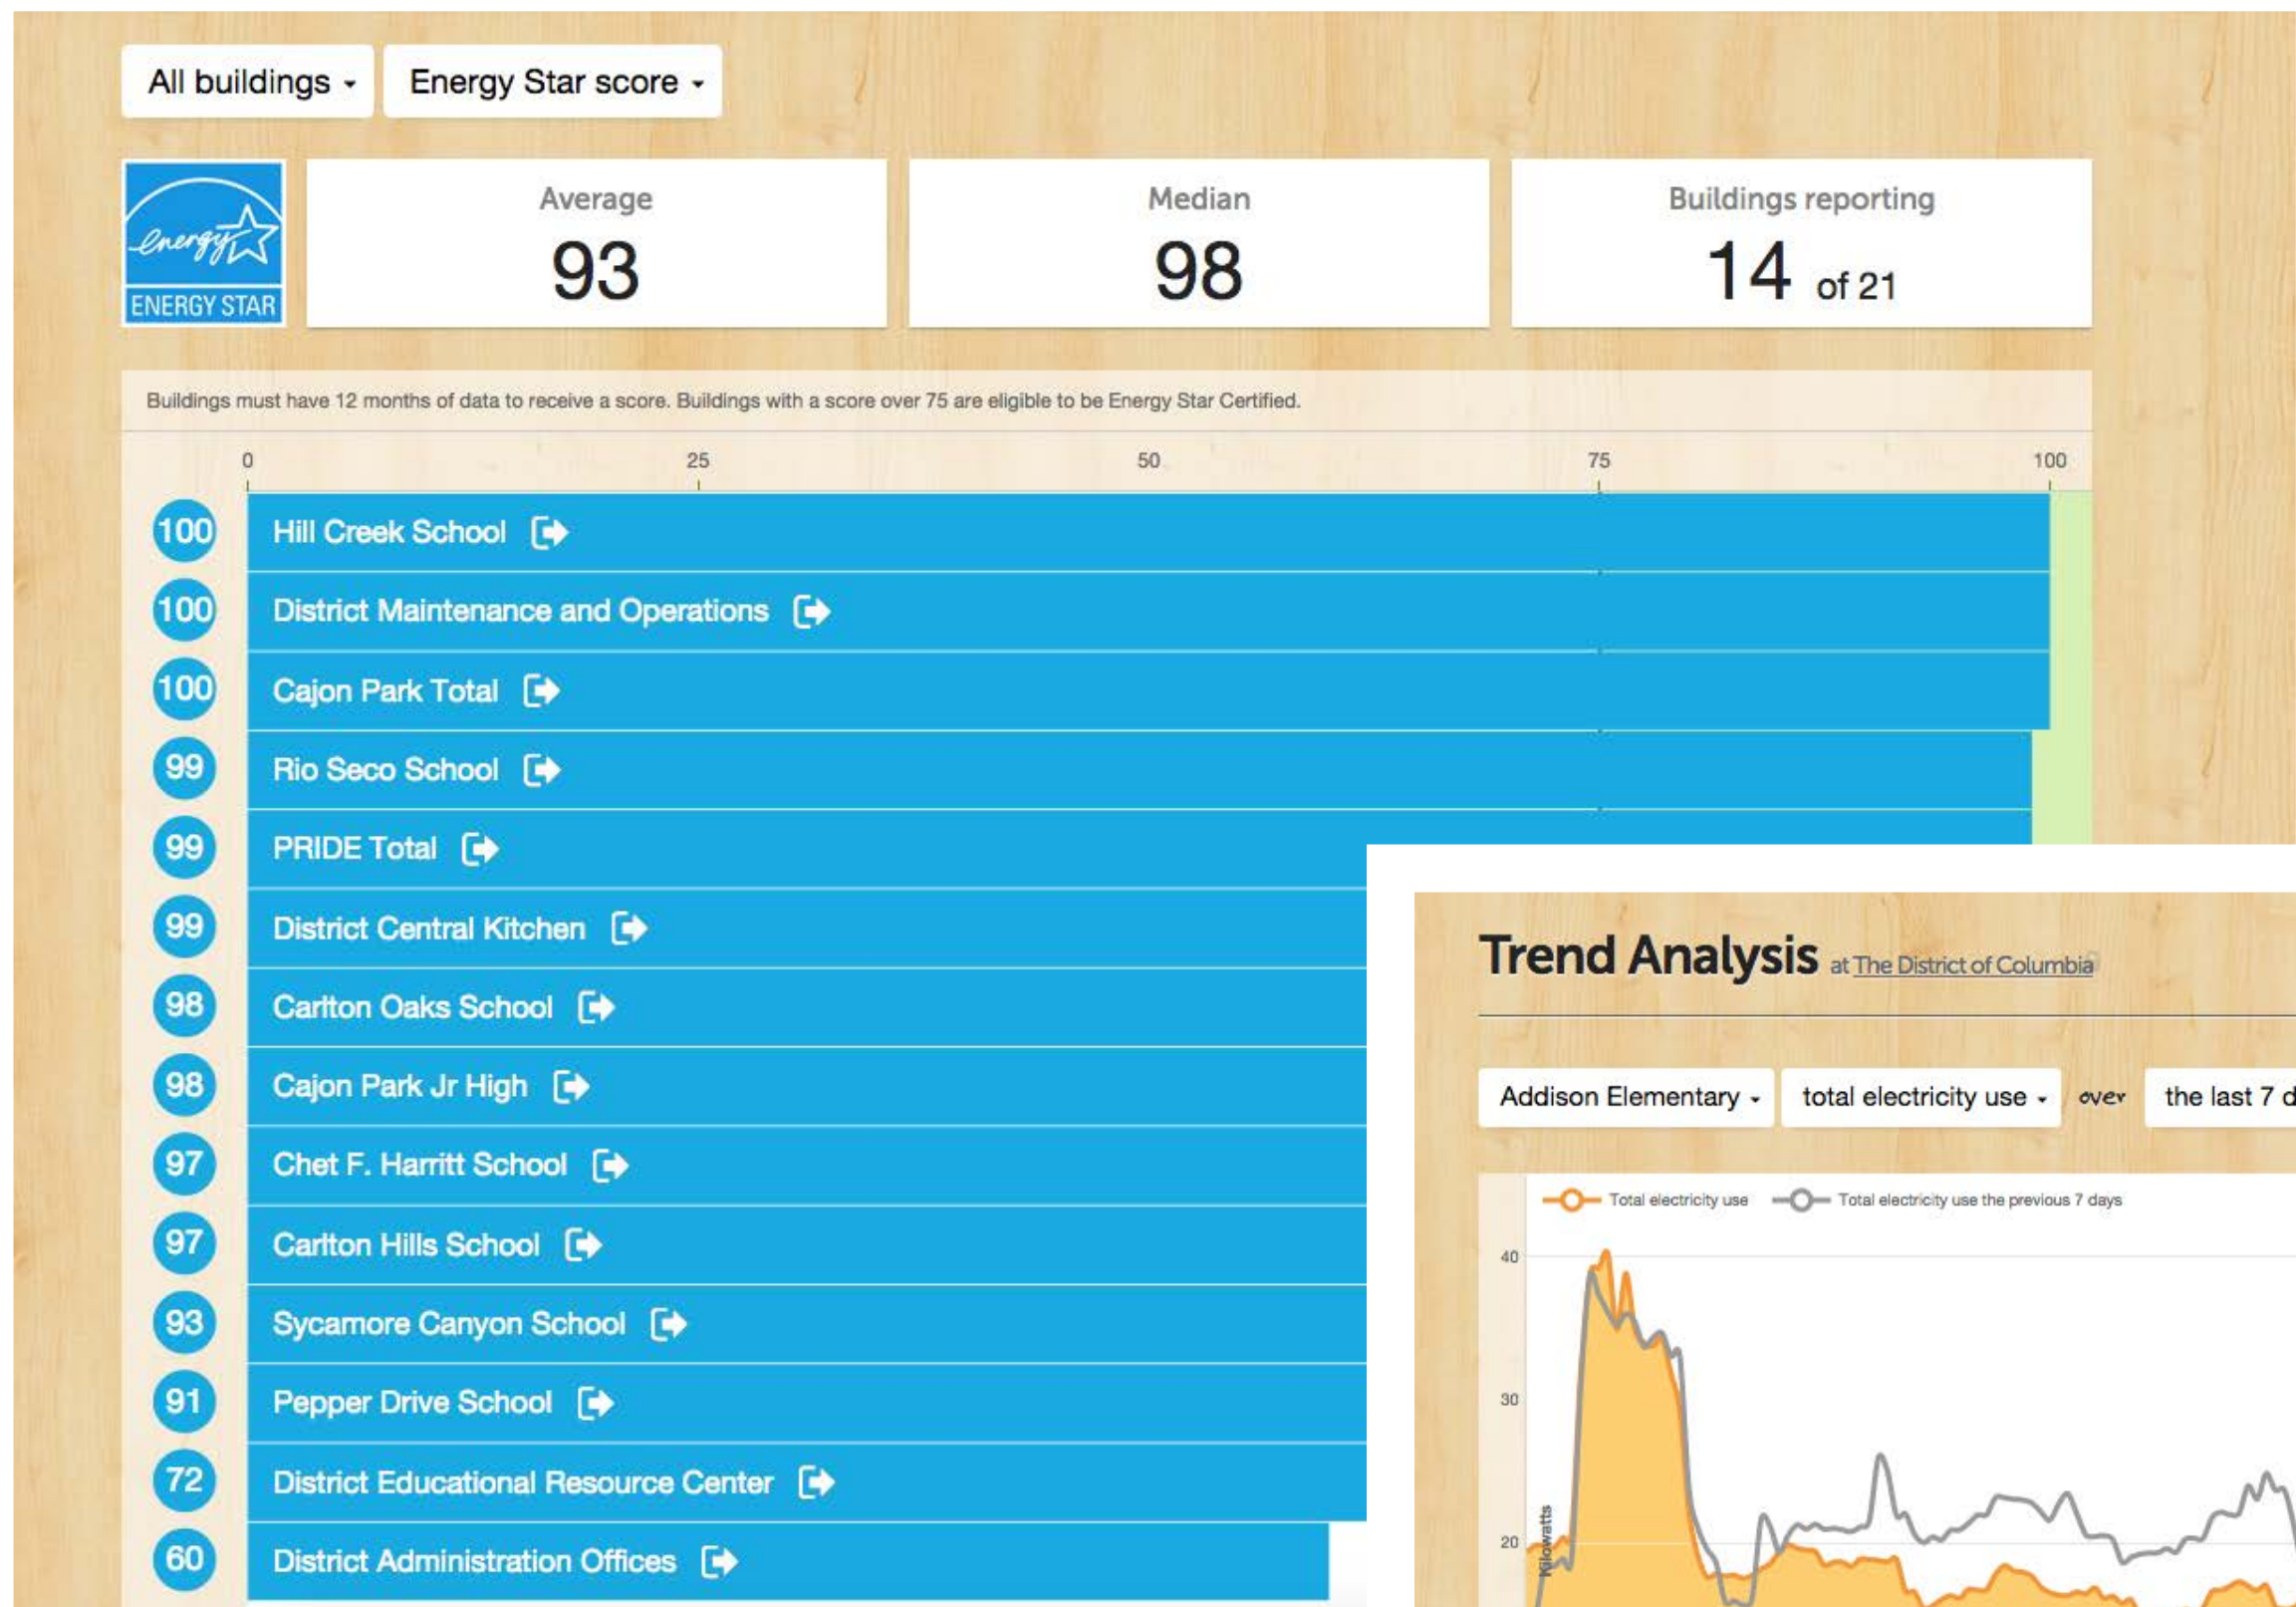 All buildings
Energy Star score
energy
ENERGY STAR
Average
93
Median
98
Buildings reporting
14 of 21
Buildings must have 12 months of data to receive a score. Buildings with a score over 75 are eligible to be Energy Star Certified.
0 25 50 75 100
100 Hill Creek School
100 District Maintenance and Operations
100 Cajon Park Total
99 Rio Seco School
99 PRIDE Total
99 District Central Kitchen
98 Carlton Oaks School
98 Cajon Park Jr High
97 Chet F. Harritt School
97 Carlton Hills School
93 Sycamore Canyon School
91 Pepper Drive School
72 District Educational Resource Center
60 District Administration Offices
Trend Analysis at The District of Columbia
Addison Elementary total electricity use over the last 7 d
Total electricity use Total electricity use the previous 7 days
40
30
20
Kilowatts